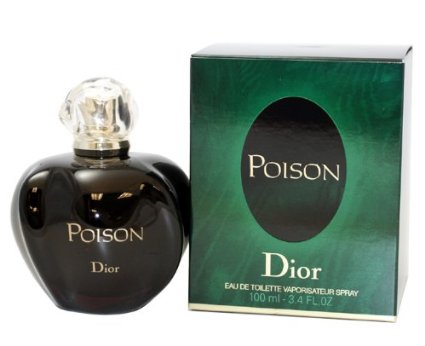 POISON
Dior
POISON
Dior
EAU DE TOILETTE VAPORISATEUR SPRAY
100 ml - 3.4 FL.OZ